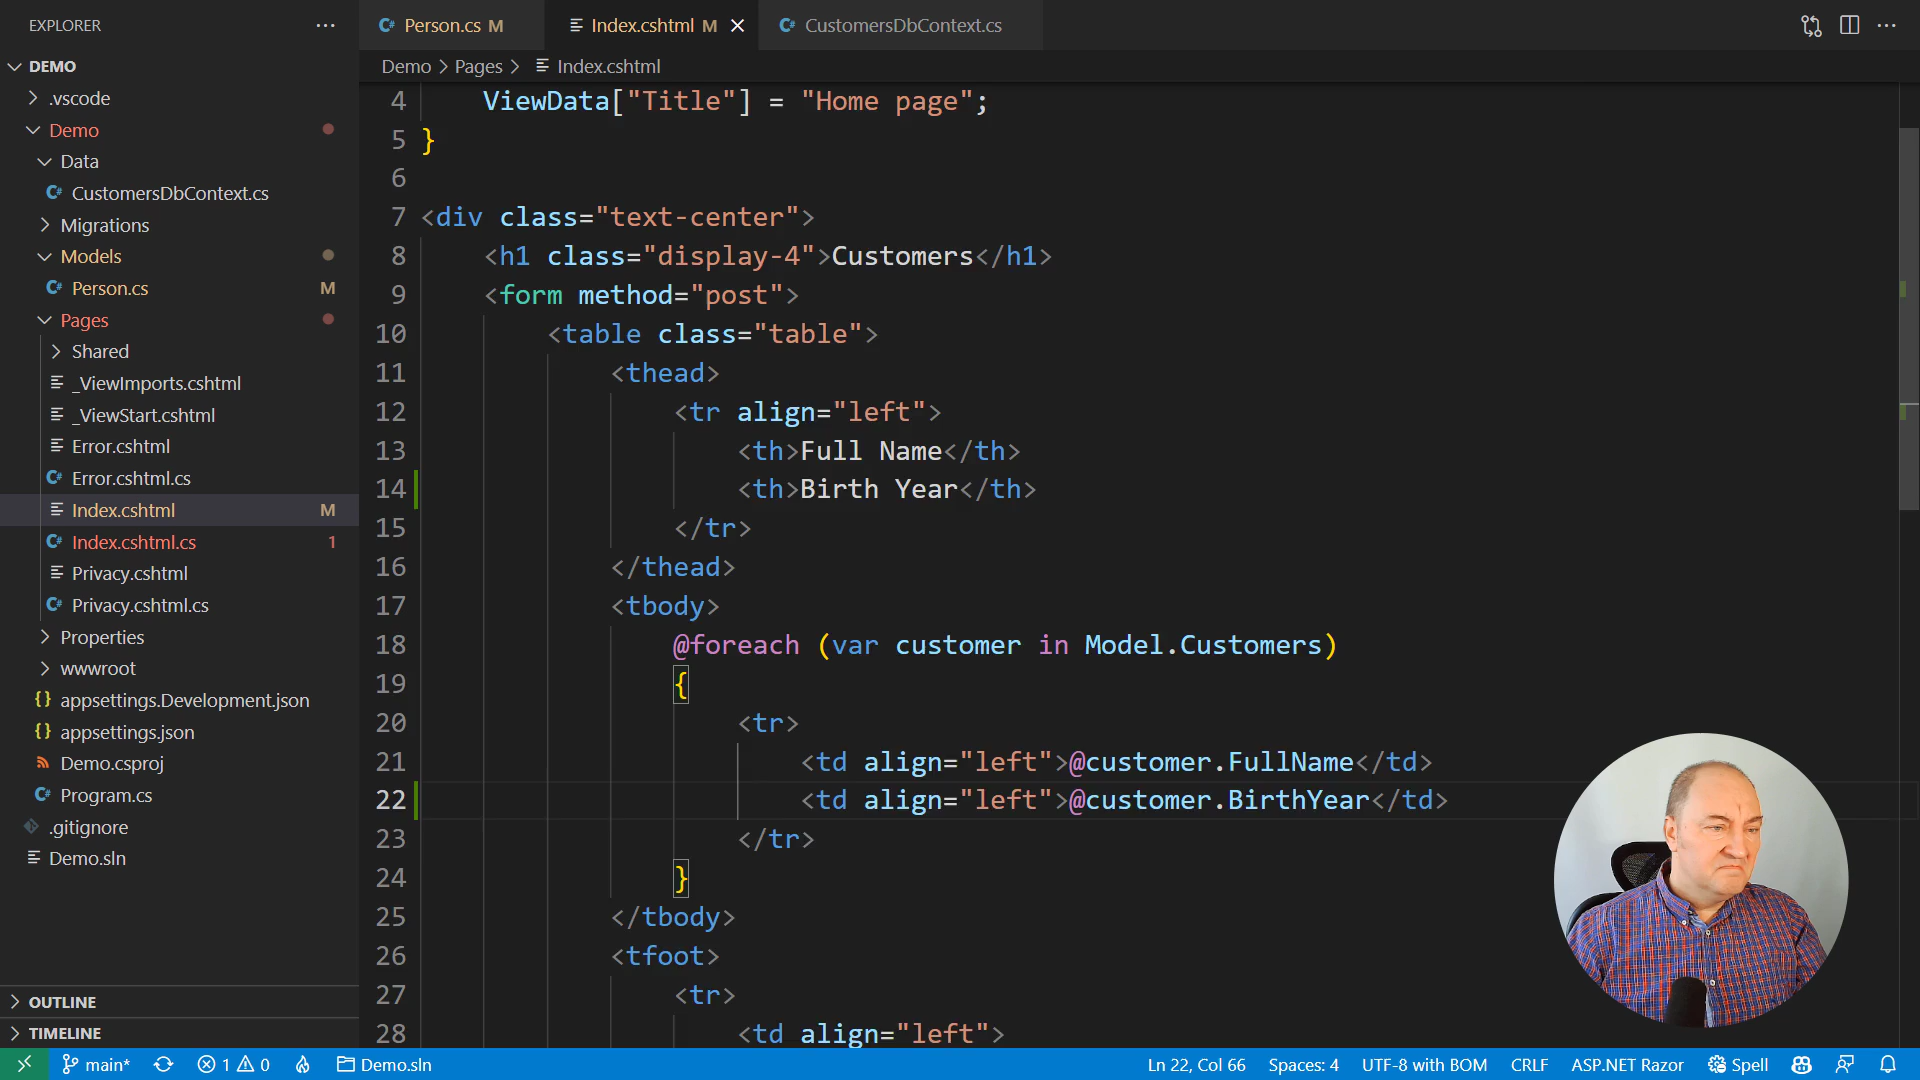 EXPLORER
DEMO
.vscode
Demo
Data
C# CustomersDbContext.cs
Migrations
Models
C# Person.cs M
Pages
Shared
_ViewImports.cshtml
_ViewStart.cshtml
Error.cshtml
C# Error.cshtml.cs
Index.cshtml M
C# Index.cshtml.cs 1
Privacy.cshtml
C# Privacy.cshtml.cs
Properties
wwwroot
{} appsettings.Development.json
{} appsettings.json
Demo.csproj
C# Program.cs
.gitignore
Demo.sln
OUTLINE
TIMELINE
C# Person.cs M
Index.cshtml M
C# CustomersDbContext.cs
Demo > Pages > Index.cshtml
4 ViewData["Title"] = "Home page";
5 }
6
7 <div class="text-center">
8 <h1 class="display-4">Customers</h1>
9 <form method="post">
10 <table class="table">
11 <thead>
12 <tr align="left">
13 <th>Full Name</th>
14 <th>Birth Year</th>
15 </tr>
16 </thead>
17 <tbody>
18 @foreach (var customer in Model.Customers)
19 {
20 <tr>
21 <td align="left">@customer.FullName</td>
22 <td align="left">@customer.BirthYear</td>
23 </tr>
24 }
25 </tbody>
26 <tfoot>
27 <tr>
28 <td align="left">
main* 1 0 Demo.sln Ln 22, Col 66 Spaces: 4 UTF-8 with BOM CRLF ASP.NET Razor Spell